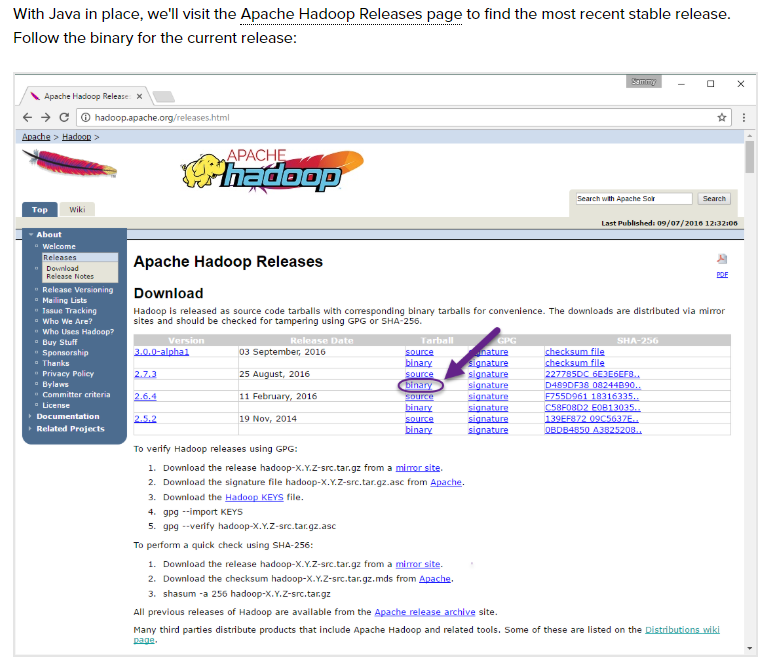 With Java in place, we'll visit the Apache Hadoop Releases page to find the most recent stable release.
Follow the binary for the current release:
Sammy
Apache Hadoop Release
hadoop.apache.org/releases.html
Apache > Hadoop >
APACHE
hadoop
Top
Wiki
Search with Apache Solr
Search
Last Published: 09/07/2016 12:32:06
About
Welcome
Releases
Download
Release Notes
Release Versioning
Mailing Lists
Issue Tracking
Who We Are?
Who Uses Hadoop?
Buy Stuff
Sponsorship
Thanks
Privacy Policy
Bylaws
Committer criteria
License
Documentation
Related Projects
Apache Hadoop Releases
PDF
Download
Hadoop is released as source code tarballs with corresponding binary tarballs for convenience. The downloads are distributed via mirror
sites and should be checked for tampering using GPG or SHA-256.
Version Release Date Tarball GPG SHA-256
3.0.0-alpha1 03 September, 2016 source signature checksum file
binary signature checksum file
2.7.3 25 August, 2016 source signature 227785DC 6E3E6EF8..
binary signature D489DF38 08244B90..
2.6.4 11 February, 2016 source signature F755D961 18316335..
binary signature C58F08D2 E0B13035..
2.5.2 19 Nov, 2014 source signature 139EF872 09C5637E..
binary signature 0BDB4850 A3825208..
To verify Hadoop releases using GPG:
1. Download the release hadoop-X.Y.Z-src.tar.gz from a mirror site.
2. Download the signature file hadoop-X.Y.Z-src.tar.gz.asc from Apache.
3. Download the Hadoop KEYS file.
4. gpg --import KEYS
5. gpg --verify hadoop-X.Y.Z-src.tar.gz.asc
To perform a quick check using SHA-256:
1. Download the release hadoop-X.Y.Z-src.tar.gz from a mirror site.
2. Download the checksum hadoop-X.Y.Z-src.tar.gz.mds from Apache.
3. shasum -a 256 hadoop-X.Y.Z-src.tar.gz
All previous releases of Hadoop are available from the Apache release archive site.
Many third parties distribute products that include Apache Hadoop and related tools. Some of these are listed on the Distributions wiki
page.